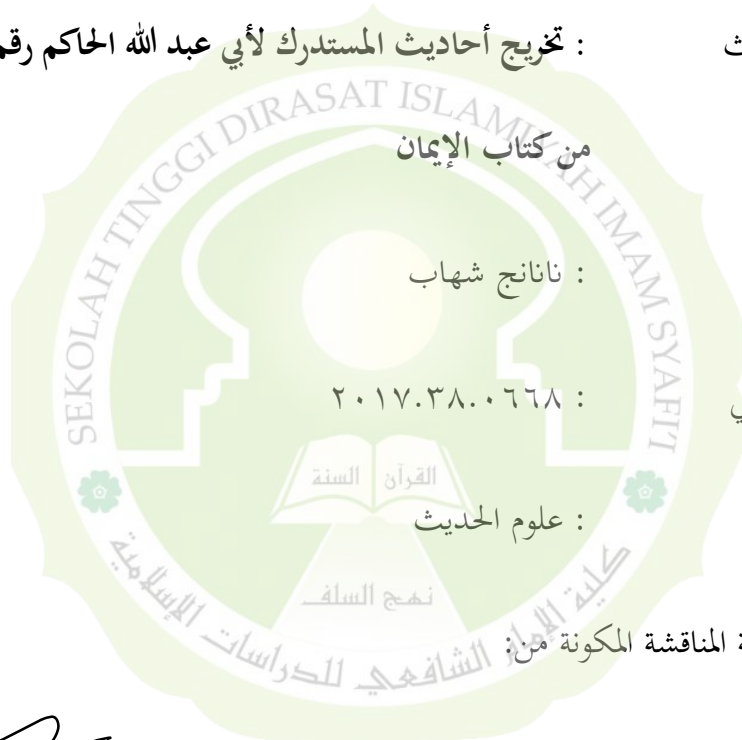 ث : تخريج أحاديث المستدرك لأبي عبد الله الحاكم رقم
من كتاب الإيمان
: نانانج شهاب
ي : ٢٠١٧.٣٨.٠٦٦٨
: علوم الحديث
ة المناقشة المكونة من:
SEKOLAH TINGGI DIRASAT ISLAMIYAH IMAM SYAFI'I
القرآن السنة
نهج السلف
كلية الإمام الشافعي للدراسات الإسلامية